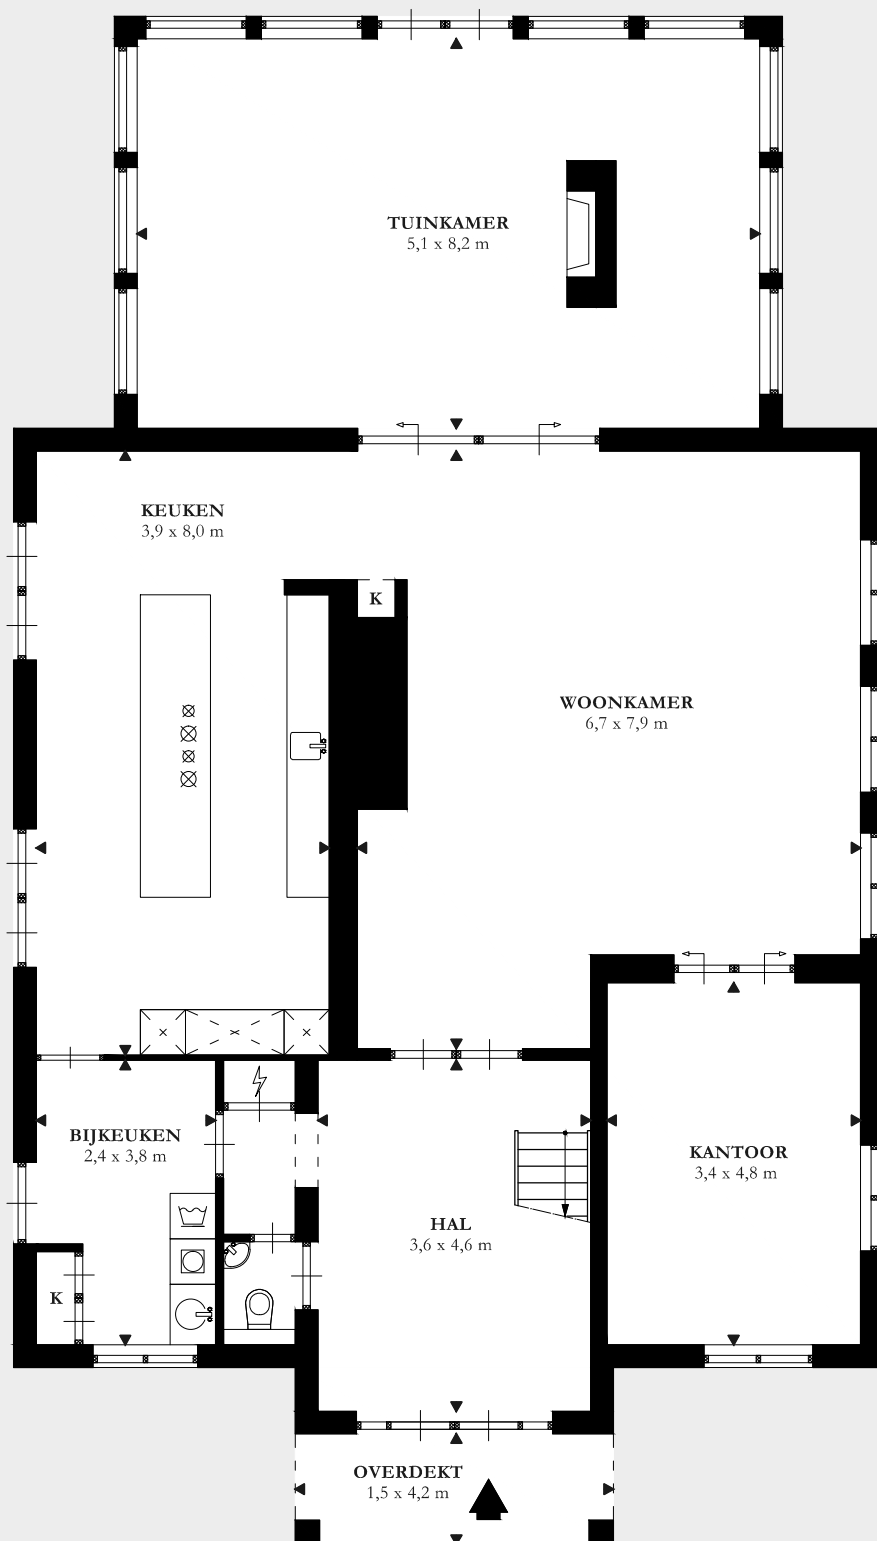 TUINKAMER
5,1 x 8,2 m
KEUKEN
3,9 x 8,0 m
K
WOONKAMER
6,7 x 7,9 m
BIJKEUKEN
2,4 x 3,8 m
KANTOOR
3,4 x 4,8 m
HAL
3,6 x 4,6 m
K
OVERDEKT
1,5 x 4,2 m